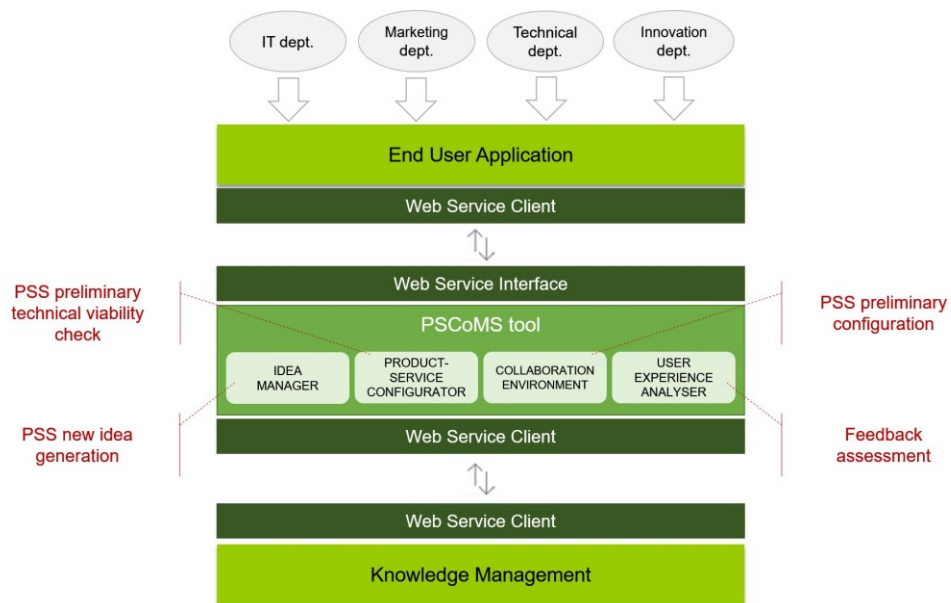 IT dept.
Marketing
dept.
Technical
dept.
Innovation
dept.
End User Application
Web Service Client
Web Service Interface
PSS preliminary
technical viability
check
PSCoMS tool
PSS preliminary
configuration
IDEA
MANAGER
PRODUCT-
SERVICE
CONFIGURATOR
COLLABORATION
ENVIRONMENT
USER
EXPERIENCE
ANALYSER
PSS new idea
generation
Web Service Client
Feedback
assessment
Web Service Client
Knowledge Management